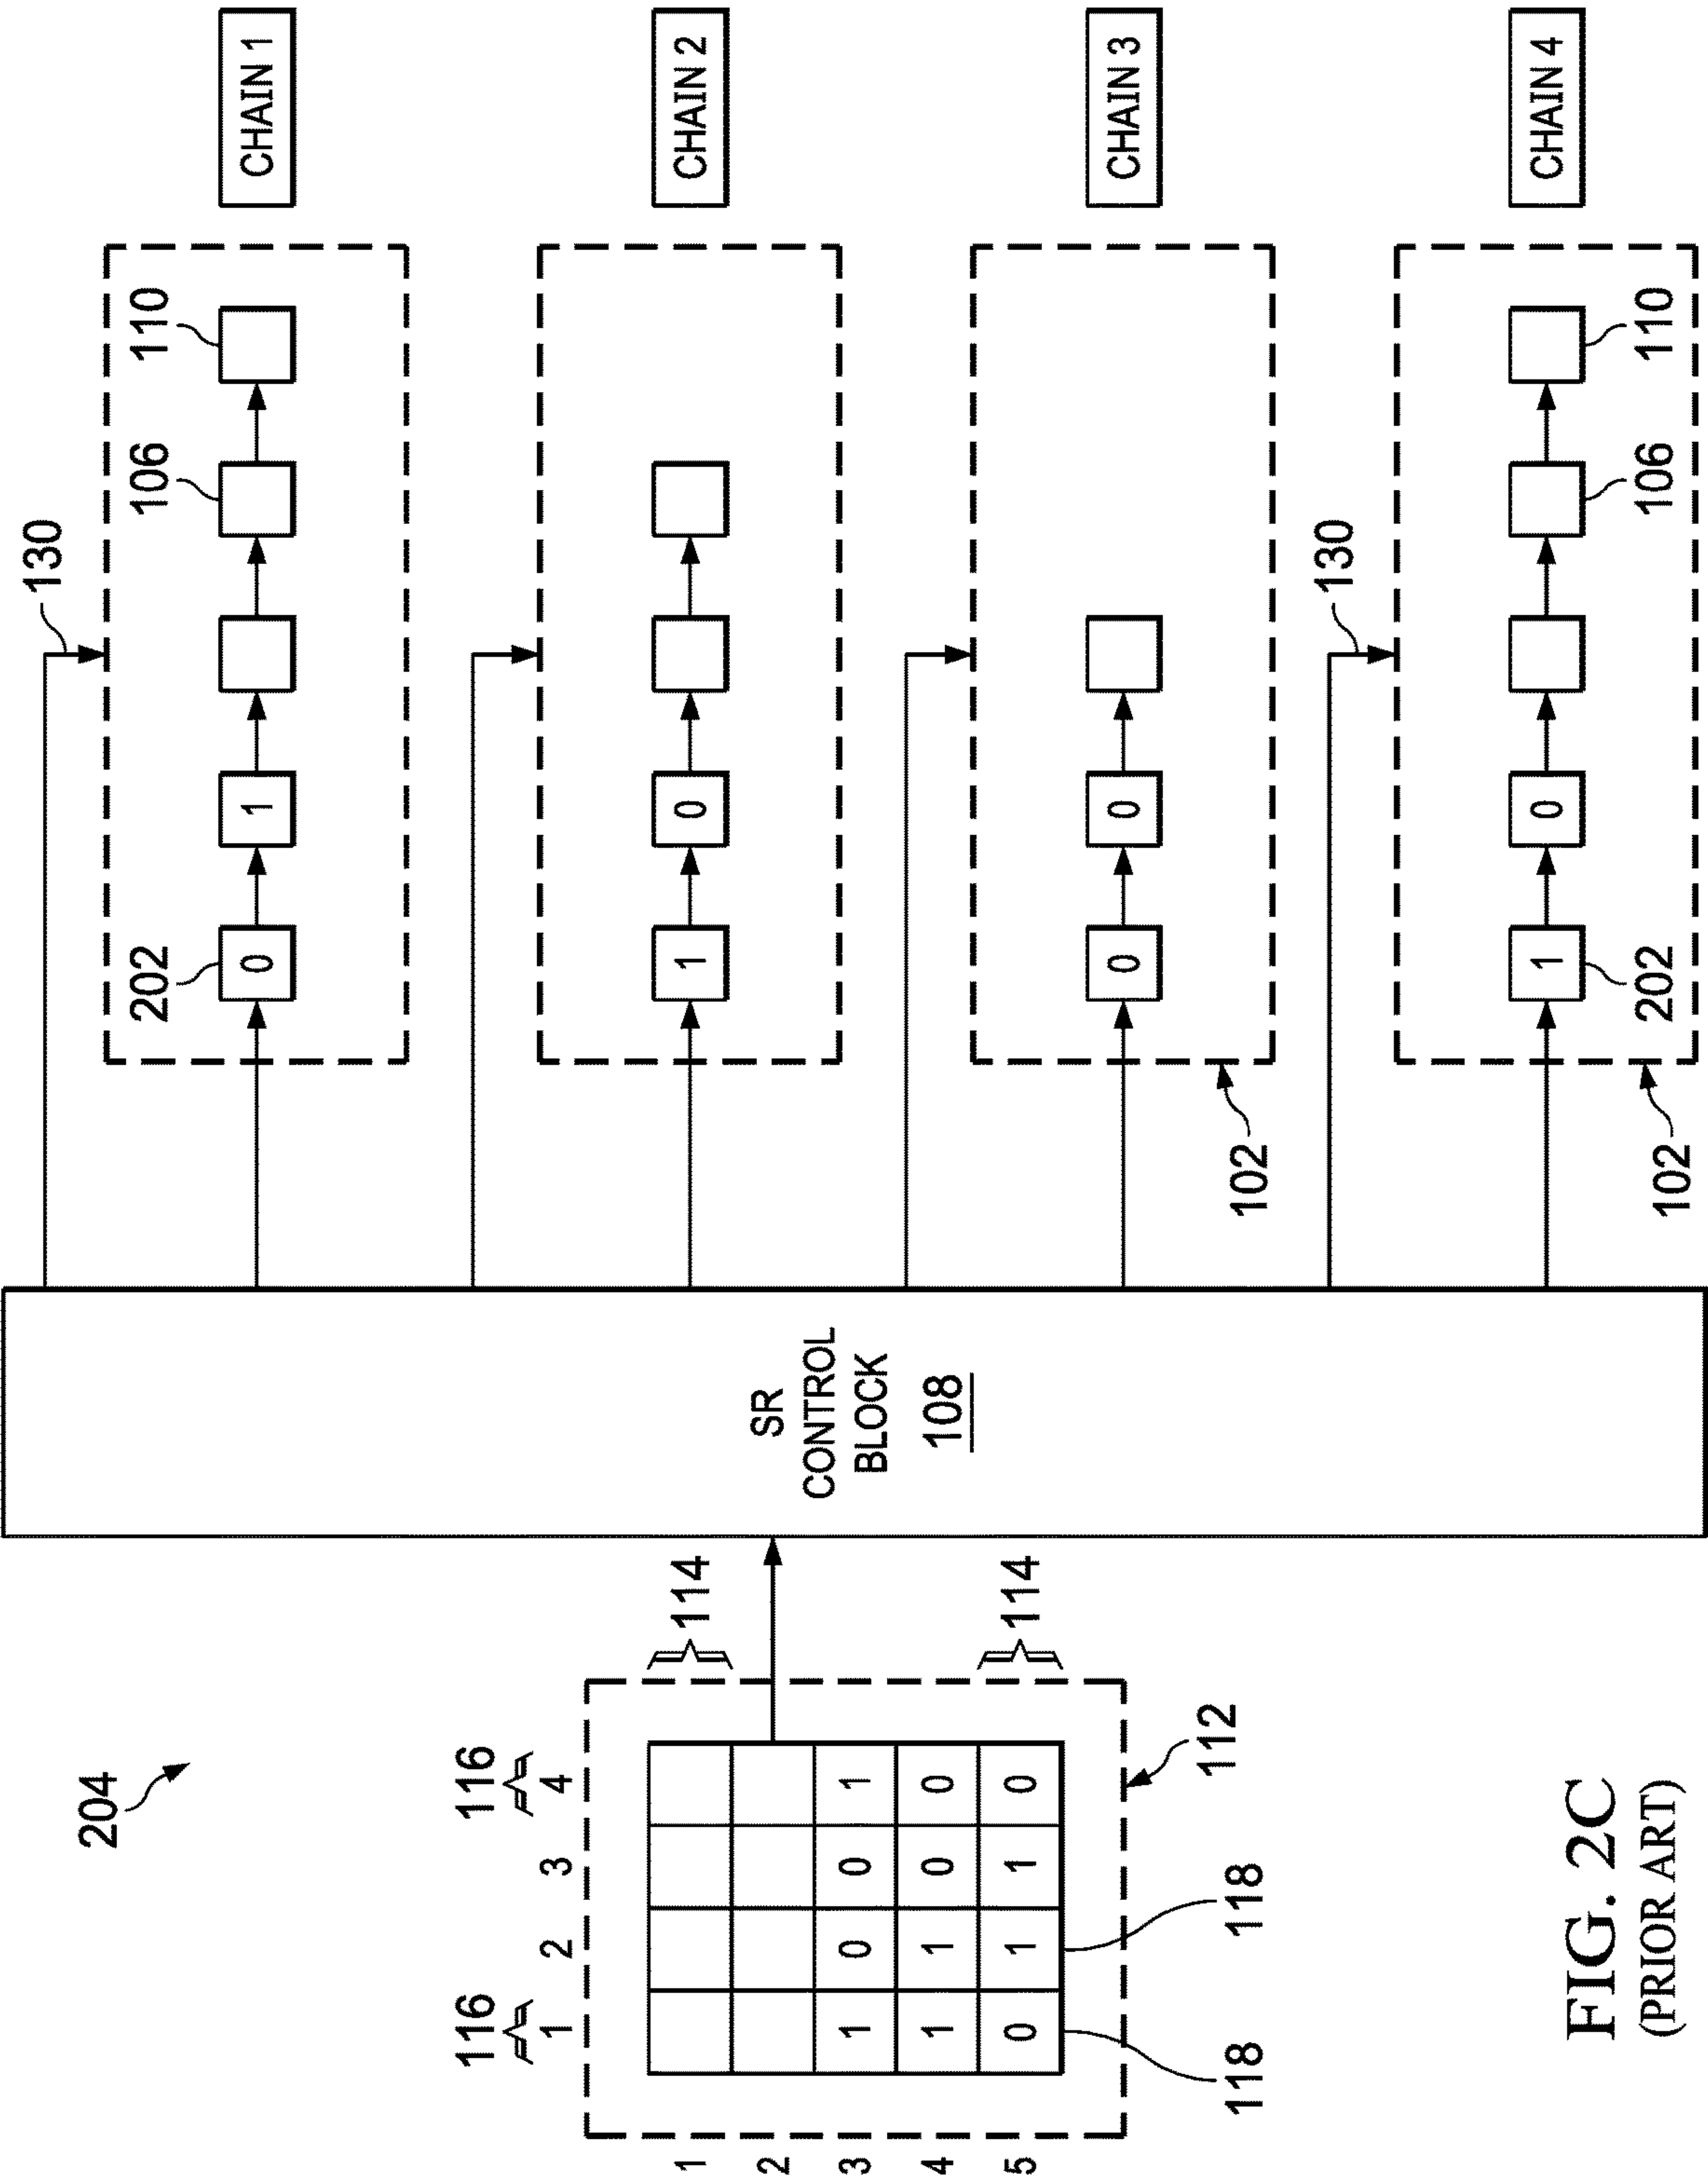 130
204
202 106 110
0 1 CHAIN 1
116 116
1 2 3 4
1 114 1 0 CHAIN 2
2
SR
CONTROL
BLOCK
108
3 1 0 0 1
4 1 1 0 0
5 0 1 1 0 114
0 0 CHAIN 3
118 118 112 102
130
1 0 CHAIN 4
102 202 106 110
FIG. 2C
(PRIOR ART)